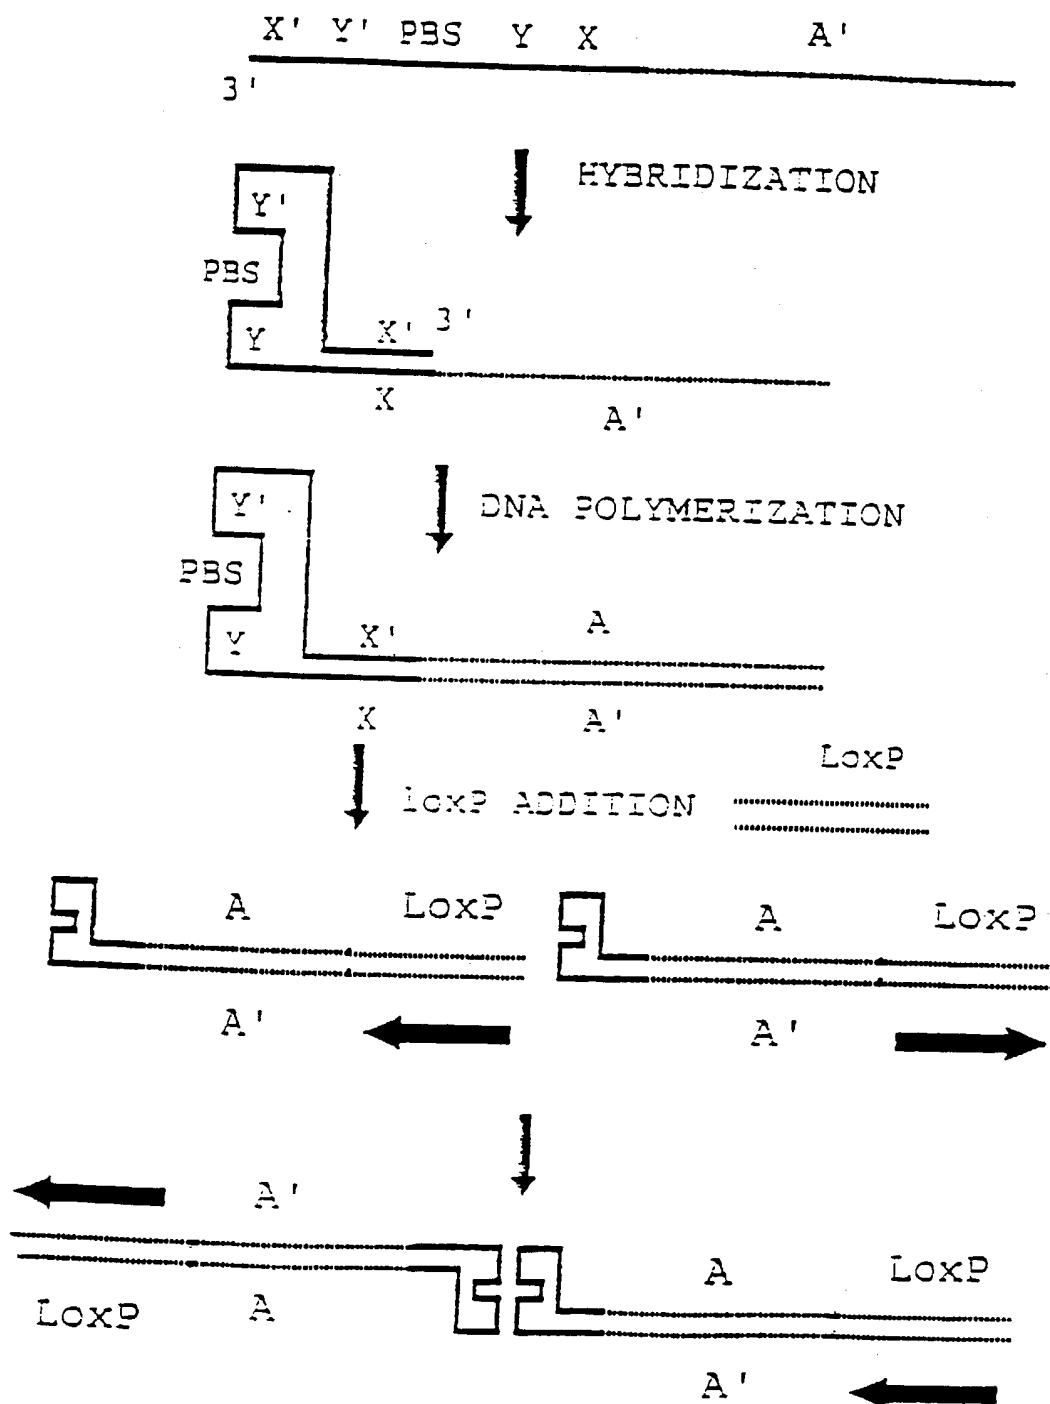 X' Y' PBS Y X A'
3'
HYBRIDIZATION
Y'
PBS
Y
X' 3'
X
A'
DNA POLYMERIZATION
Y'
PBS
Y
X'
A
X
A'
LoxP
loxP ADDITION
A LoxP A LoxP
A' A'
A'
LoxP A
A LoxP
A'